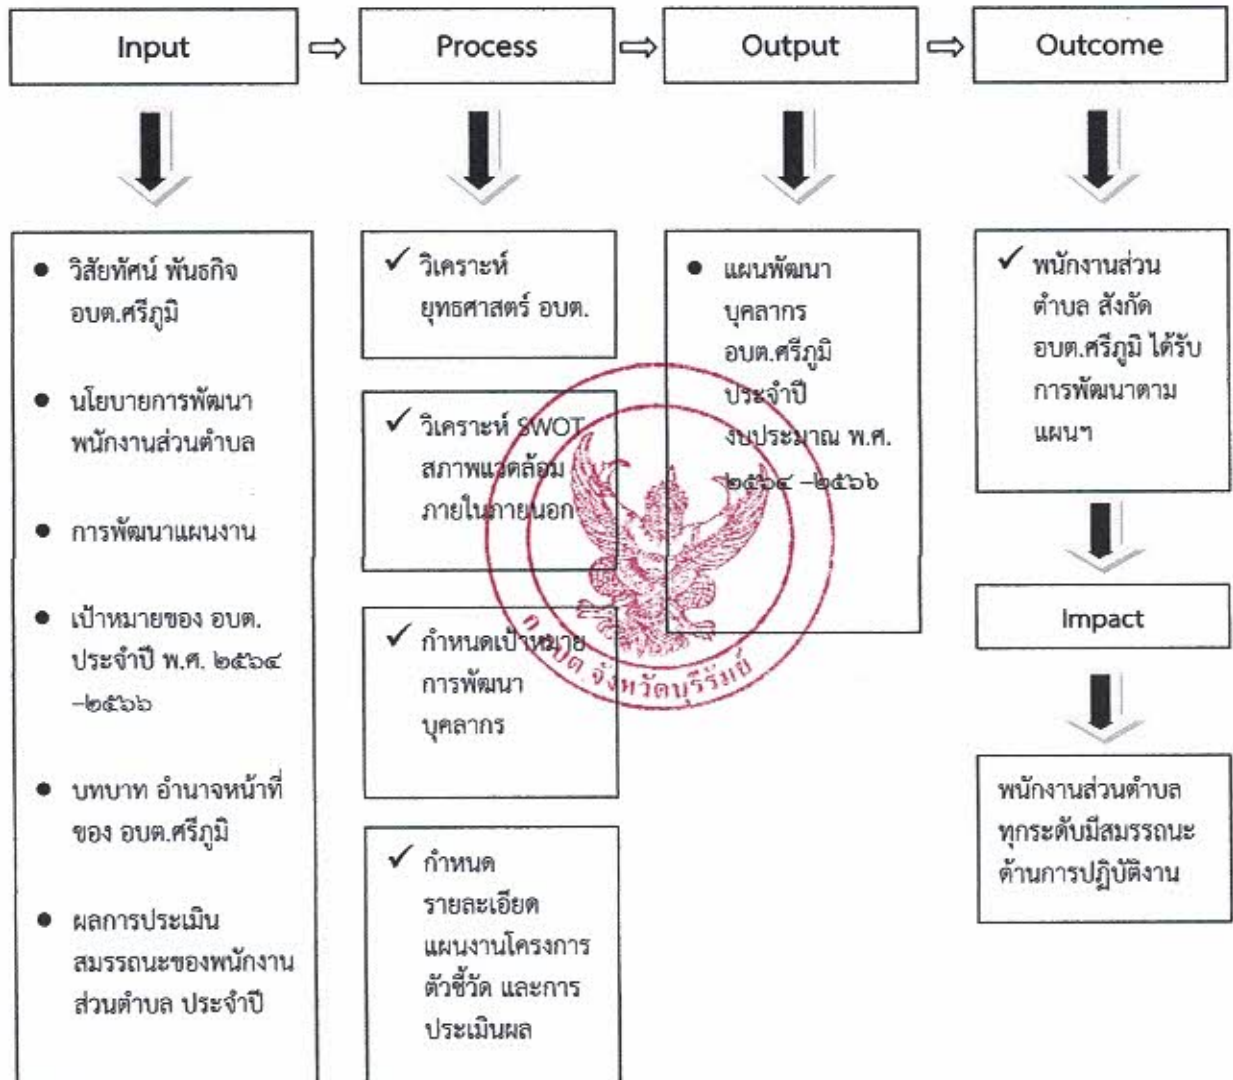 Input
Process
Output
Outcome
วิสัยทัศน์ พันธกิจ
อบต.ศรีภูมิ
นโยบายการพัฒนา
พนักงานส่วนตำบล
การพัฒนาแผนงาน
เป้าหมายของ อบต.
ประจำปี พ.ศ. ๒๕๖๔
-๒๕๖๖
บทบาท อำนาจหน้าที่
ของ อบต.ศรีภูมิ
ผลการประเมิน
สมรรถนะของพนักงาน
ส่วนตำบล ประจำปี
วิเคราะห์
ยุทธศาสตร์ อบต.
วิเคราะห์ SWOT
สภาพแวดล้อม
ภายในภายนอก
กำหนดเป้าหมาย
การพัฒนา
บุคลากร
กำหนด
รายละเอียด
แผนงานโครงการ
ตัวชี้วัด และการ
ประเมินผล
แผนพัฒนา
บุคลากร
อบต.ศรีภูมิ
ประจำปี
งบประมาณ พ.ศ.
๒๕๖๔ -๒๕๖๖
พนักงานส่วน
ตำบล สังกัด
อบต.ศรีภูมิ ได้รับ
การพัฒนาตาม
แผนฯ
Impact
พนักงานส่วนตำบล
ทุกระดับมีสมรรถนะ
ด้านการปฏิบัติงาน
จังหวัดบุรีรัมย์